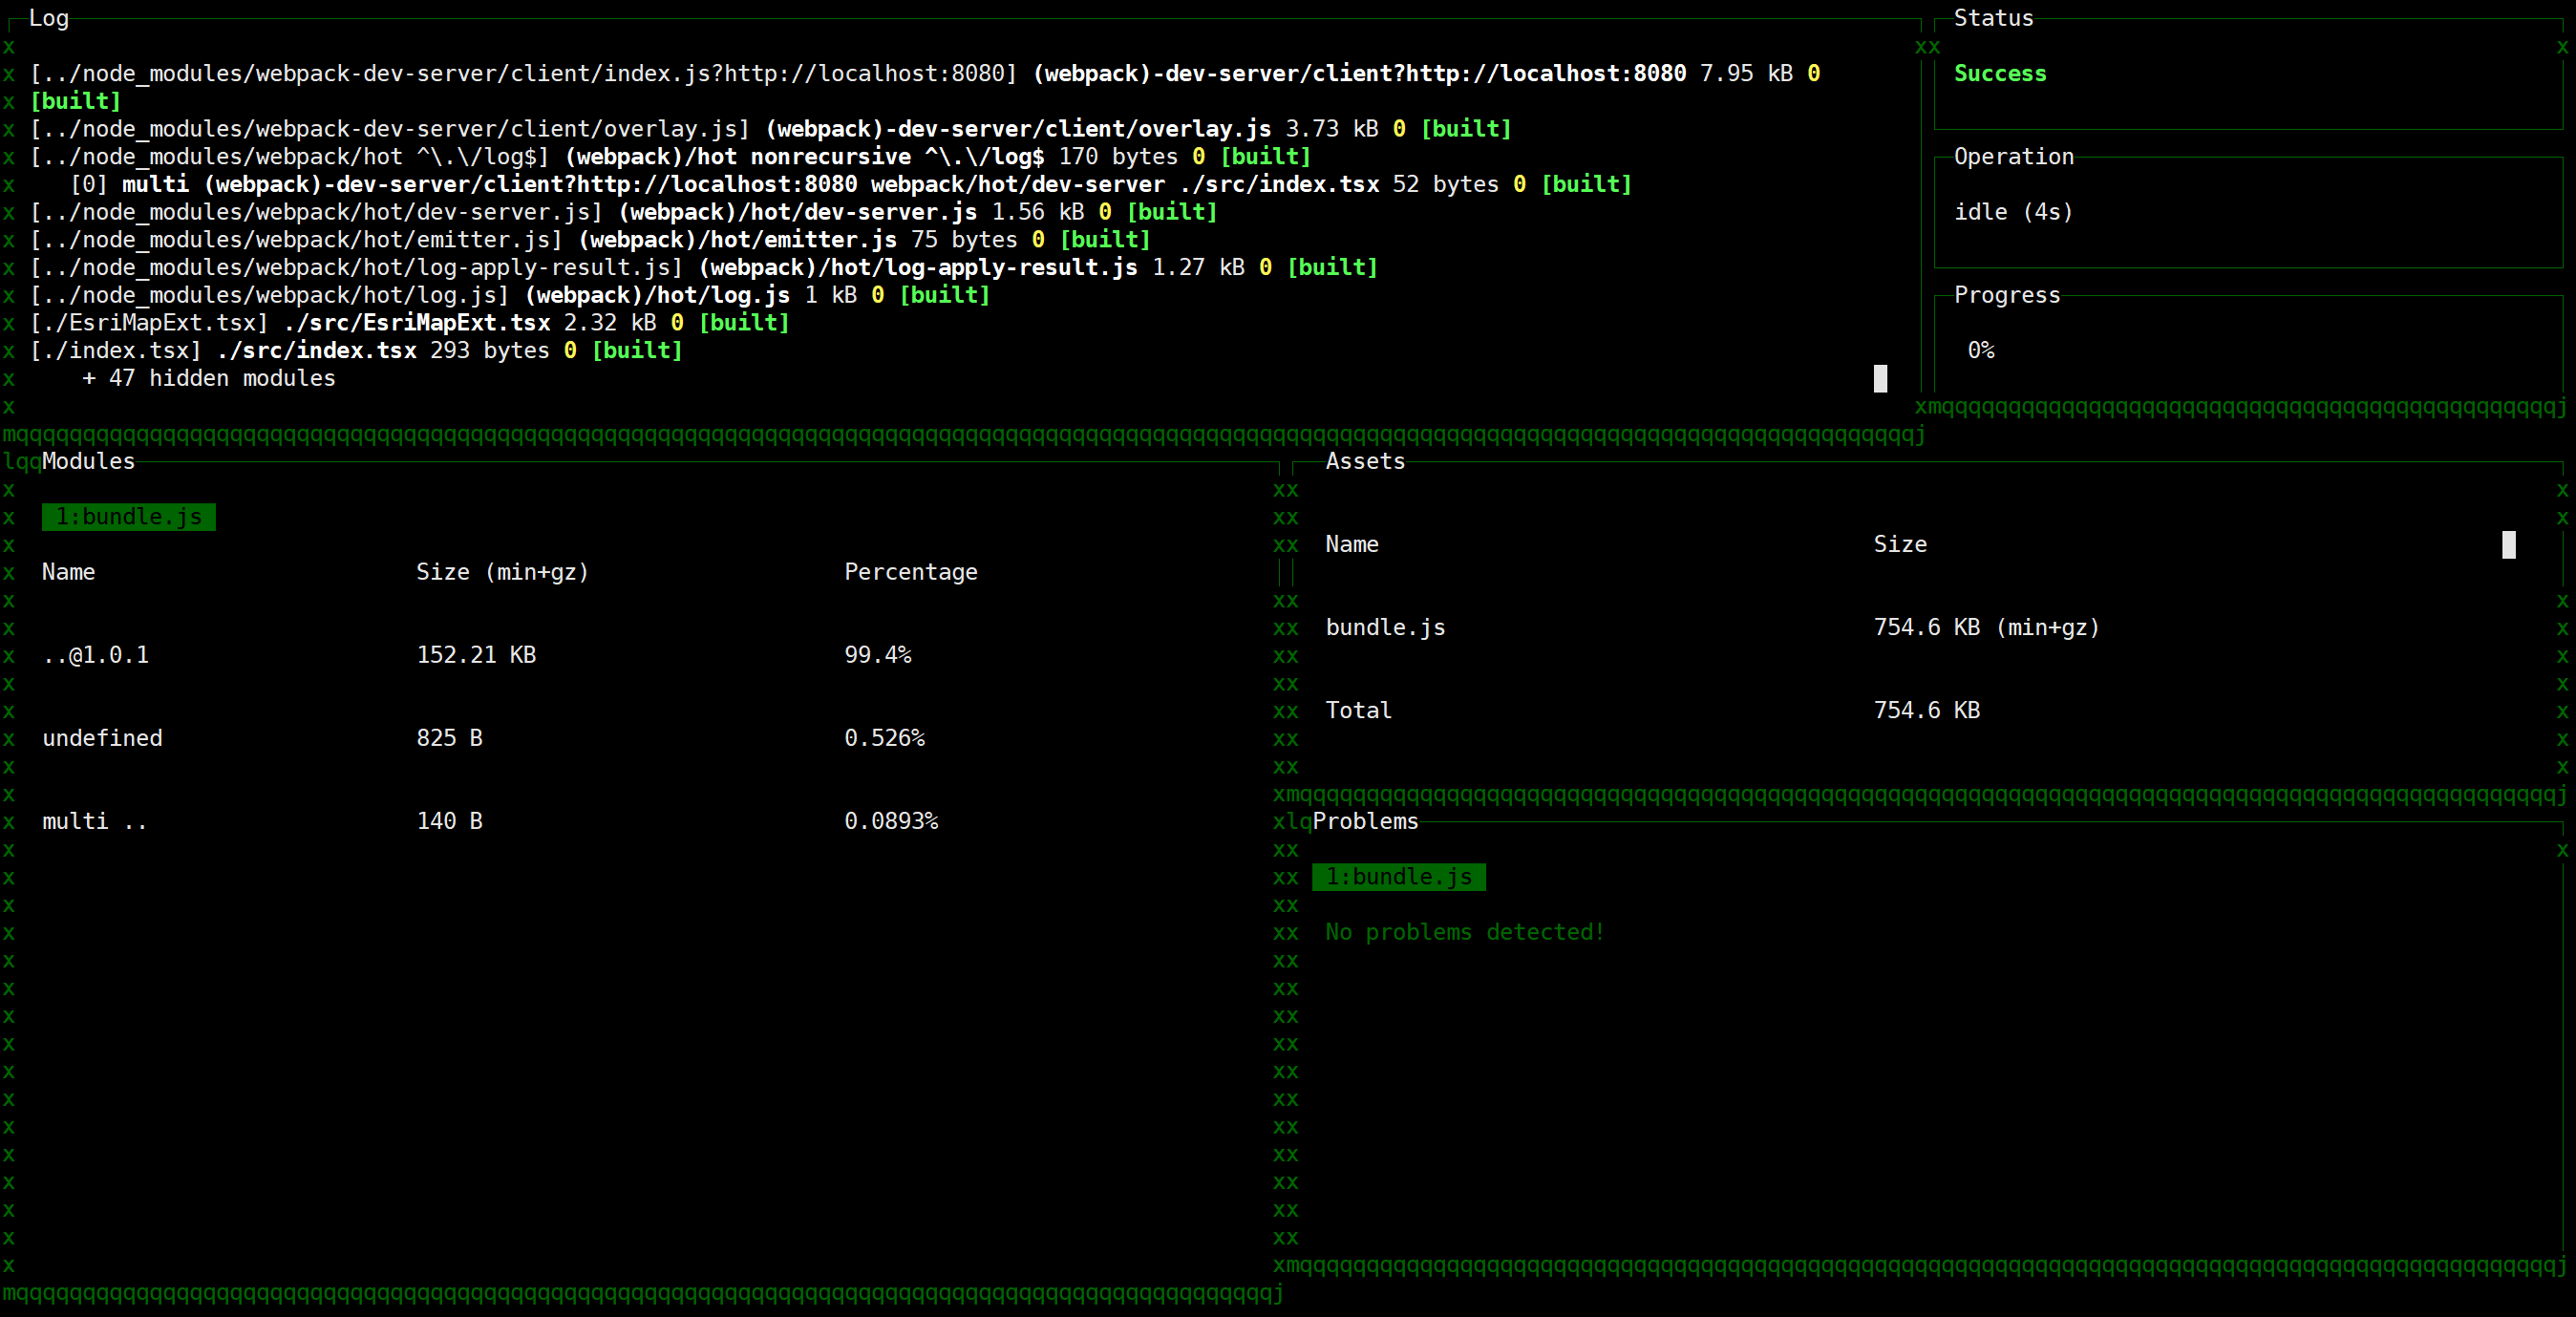 Log
[../node_modules/webpack-dev-server/client/index.js?http://localhost:8080] (webpack)-dev-server/client?http://localhost:8080 7.95 kB 0
[built]
[../node_modules/webpack-dev-server/client/overlay.js] (webpack)-dev-server/client/overlay.js 3.73 kB 0 [built]
[../node_modules/webpack/hot ^\.\/log$] (webpack)/hot nonrecursive ^\.\/log$ 170 bytes 0 [built]
[0] multi (webpack)-dev-server/client?http://localhost:8080 webpack/hot/dev-server ./src/index.tsx 52 bytes 0 [built]
[../node_modules/webpack/hot/dev-server.js] (webpack)/hot/dev-server.js 1.56 kB 0 [built]
[../node_modules/webpack/hot/emitter.js] (webpack)/hot/emitter.js 75 bytes 0 [built]
[../node_modules/webpack/hot/log-apply-result.js] (webpack)/hot/log-apply-result.js 1.27 kB 0 [built]
[../node_modules/webpack/hot/log.js] (webpack)/hot/log.js 1 kB 0 [built]
[./EsriMapExt.tsx] ./src/EsriMapExt.tsx 2.32 kB 0 [built]
[./index.tsx] ./src/index.tsx 293 bytes 0 [built]
+ 47 hidden modules
Status
Success
Operation
idle (4s)
Progress
0%
Modules
1:bundle.js
Name Size (min+gz) Percentage
..@1.0.1 152.21 KB 99.4%
undefined 825 B 0.526%
multi .. 140 B 0.0893%
Assets
Name Size
bundle.js 754.6 KB (min+gz)
Total 754.6 KB
Problems
1:bundle.js
No problems detected!